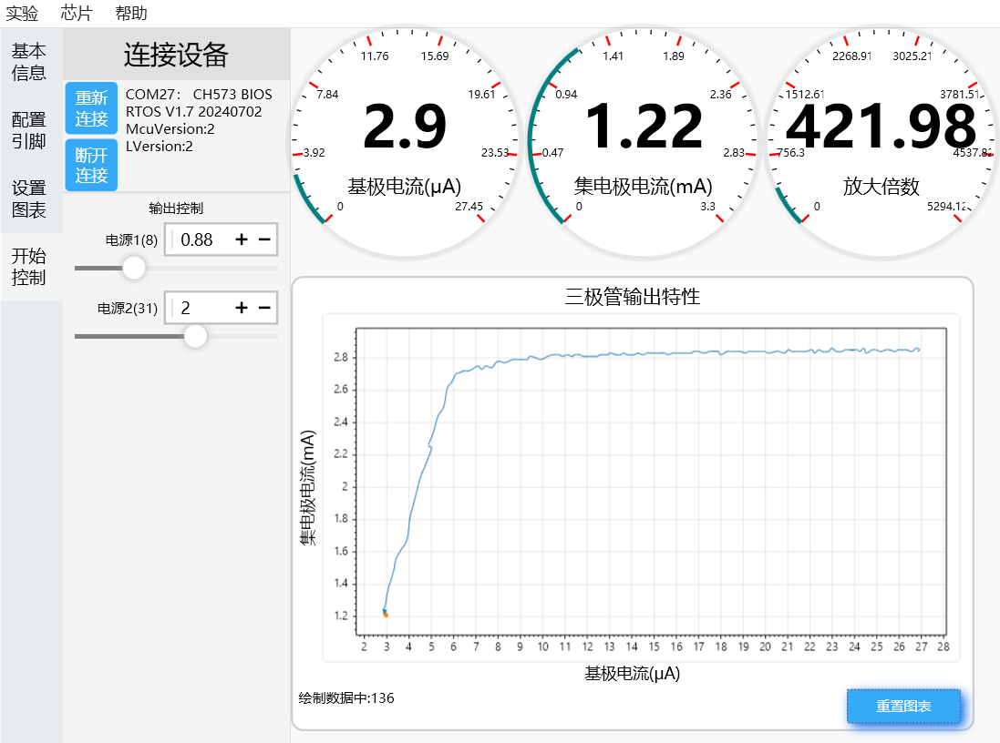 实验 芯片 帮助
基本
信息
配置
引脚
设置
图表
开始
控制
连接设备
重新
连接
断开
连接
COM27： CH573 BIOS
RTOS V1.7 20240702
McuVersion:2
LVersion:2
输出控制
电源1(8) 0.88 + −
电源2(31) 2 + −
11.76 15.69
7.84 19.61
2.9
3.92 23.53
基极电流(μA)
0 27.45
1.41 1.89
0.94 2.36
1.22
0.47 2.83
集电极电流(mA)
0 3.3
2268.91 3025.21
1512.61 3781.51
421.98
756.3 4537.82
放大倍数
0 5294.12
三极管输出特性
集电极电流(mA)
2.8
2.6
2.4
2.2
2
1.8
1.6
1.4
1.2
2 3 4 5 6 7 8 9 10 11 12 13 14 15 16 17 18 19 20 21 22 23 24 25 26 27 28
基极电流(μA)
绘制数据中:136
重置图表